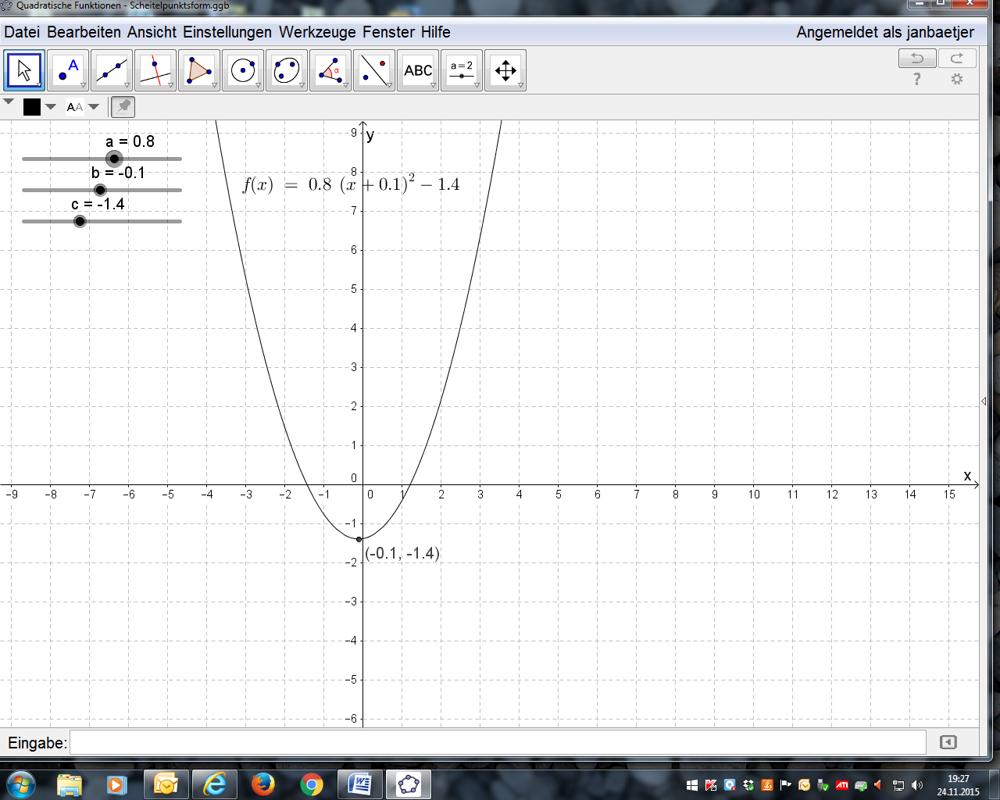 Quadratische Funktionen - Scheitelpunktsform.ggb
Datei Bearbeiten Ansicht Einstellungen Werkzeuge Fenster Hilfe Angemeldet als janbaetjer
A ABC a=2 α ?
AA
a = 0.8
b = -0.1
c = -1.4
f(x) = 0.8 (x + 0.1)² − 1.4
y
9
8
7
6
5
4
3
2
1
0
x
−9 −8 −7 −6 −5 −4 −3 −2 −1 0 1 2 3 4 5 6 7 8 9 10 11 12 13 14 15
−1
(-0.1, -1.4)
−2
−3
−4
−5
−6
Eingabe:
ATI
19:27
24.11.2015